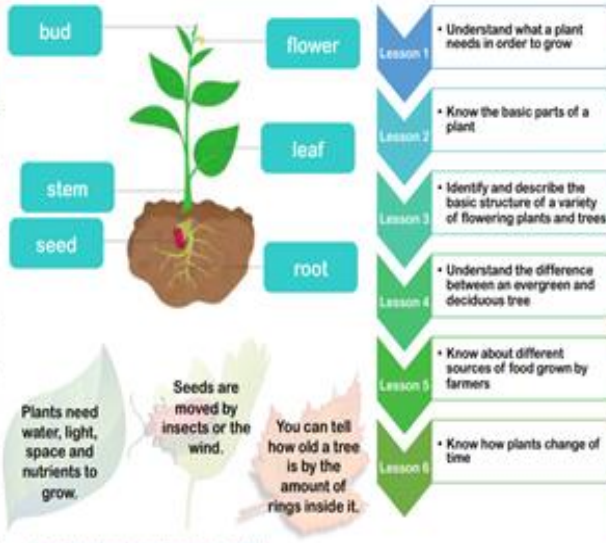 bud
flower
leaf
stem
seed
root
Plants need
water, light,
space and
nutrients to
grow.
Seeds are
moved by
insects or the
wind.
You can tell
how old a tree
is by the
amount of
rings inside it.
Lesson 1
• Understand what a plant
needs in order to grow
Lesson 2
• Know the basic parts of a
plant
Lesson 3
• Identify and describe the
basic structure of a variety
of flowering plants and trees
Lesson 4
• Understand the difference
between an evergreen and
deciduous tree
Lesson 5
• Know about different
sources of food grown by
farmers
Lesson 6
• Know how plants change of
time